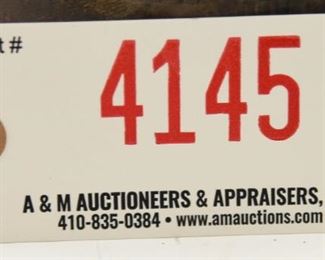 t #
4145
A & M AUCTIONEERS & APPRAISERS,
410-835-0384 • www.amauctions.com